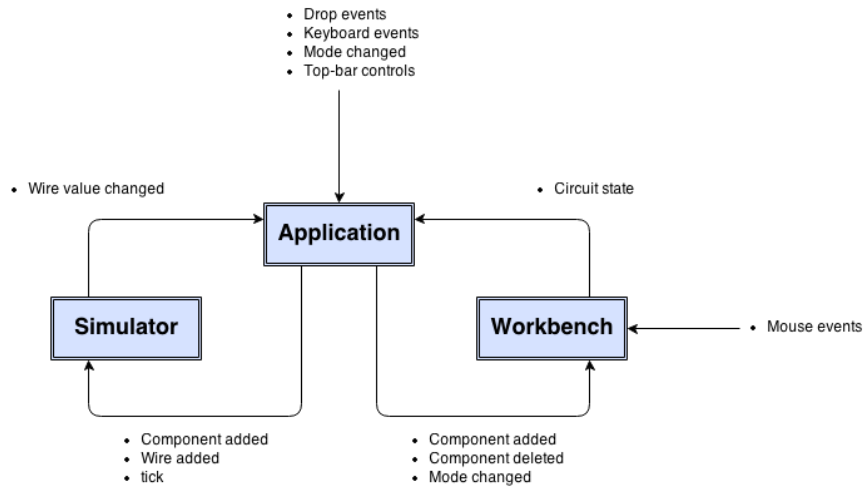 • Drop events
• Keyboard events
• Mode changed
• Top-bar controls
• Wire value changed
• Circuit state
Application
Simulator
Workbench
• Mouse events
• Component added
• Wire added
• tick
• Component added
• Component deleted
• Mode changed